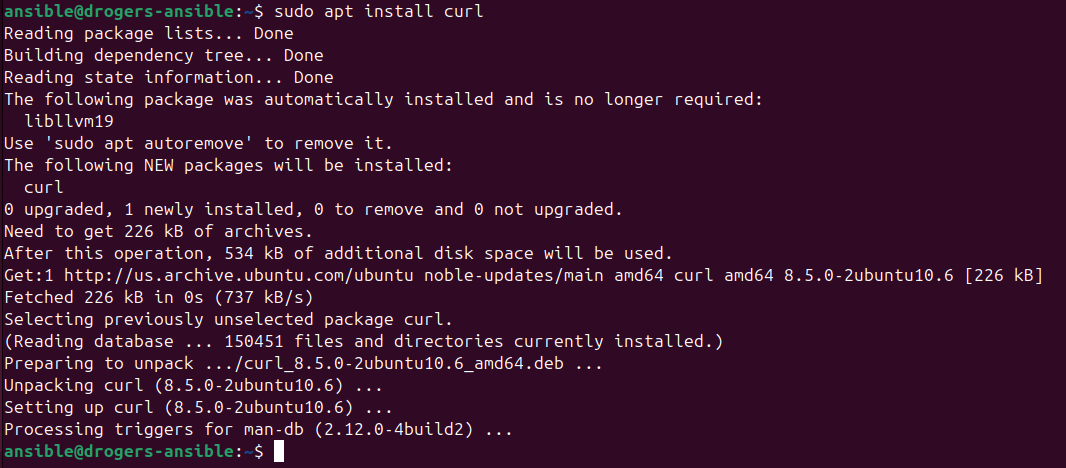 ansible@drogers-ansible:~$ sudo apt install curl
Reading package lists... Done
Building dependency tree... Done
Reading state information... Done
The following package was automatically installed and is no longer required:
  libllvm19
Use 'sudo apt autoremove' to remove it.
The following NEW packages will be installed:
  curl
0 upgraded, 1 newly installed, 0 to remove and 0 not upgraded.
Need to get 226 kB of archives.
After this operation, 534 kB of additional disk space will be used.
Get:1 http://us.archive.ubuntu.com/ubuntu noble-updates/main amd64 curl amd64 8.5.0-2ubuntu10.6 [226 kB]
Fetched 226 kB in 0s (737 kB/s)
Selecting previously unselected package curl.
(Reading database ... 150451 files and directories currently installed.)
Preparing to unpack .../curl_8.5.0-2ubuntu10.6_amd64.deb ...
Unpacking curl (8.5.0-2ubuntu10.6) ...
Setting up curl (8.5.0-2ubuntu10.6) ...
Processing triggers for man-db (2.12.0-4build2) ...
ansible@drogers-ansible:~$